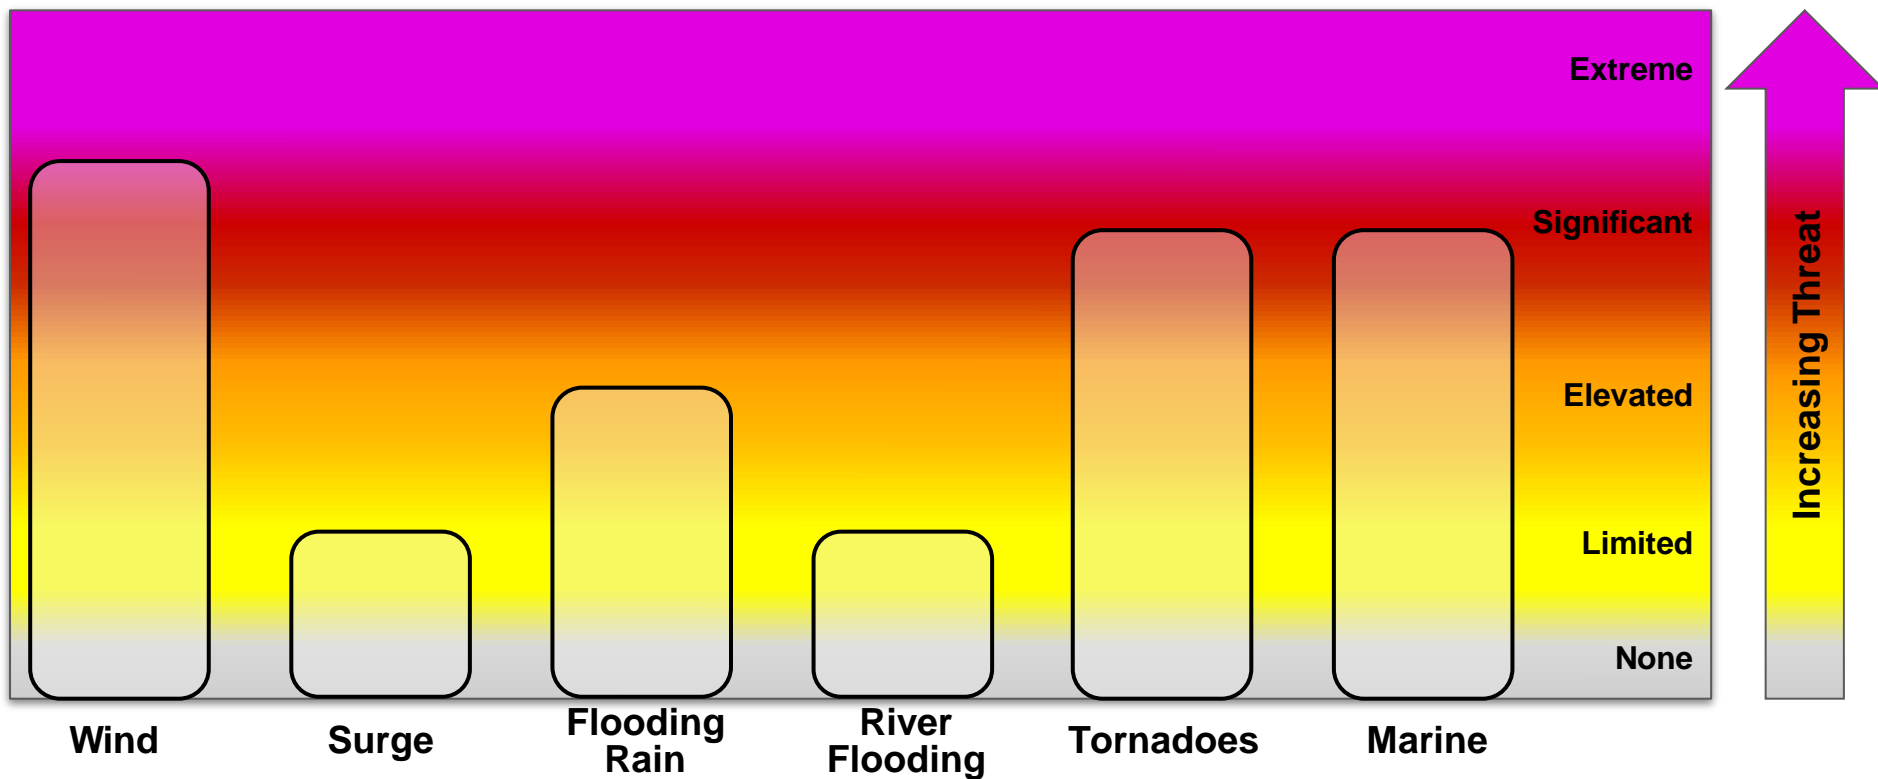 Extreme
Significant
Elevated
Limited
None
Increasing Threat
Wind
Surge
Flooding
Rain
River
Flooding
Tornadoes
Marine